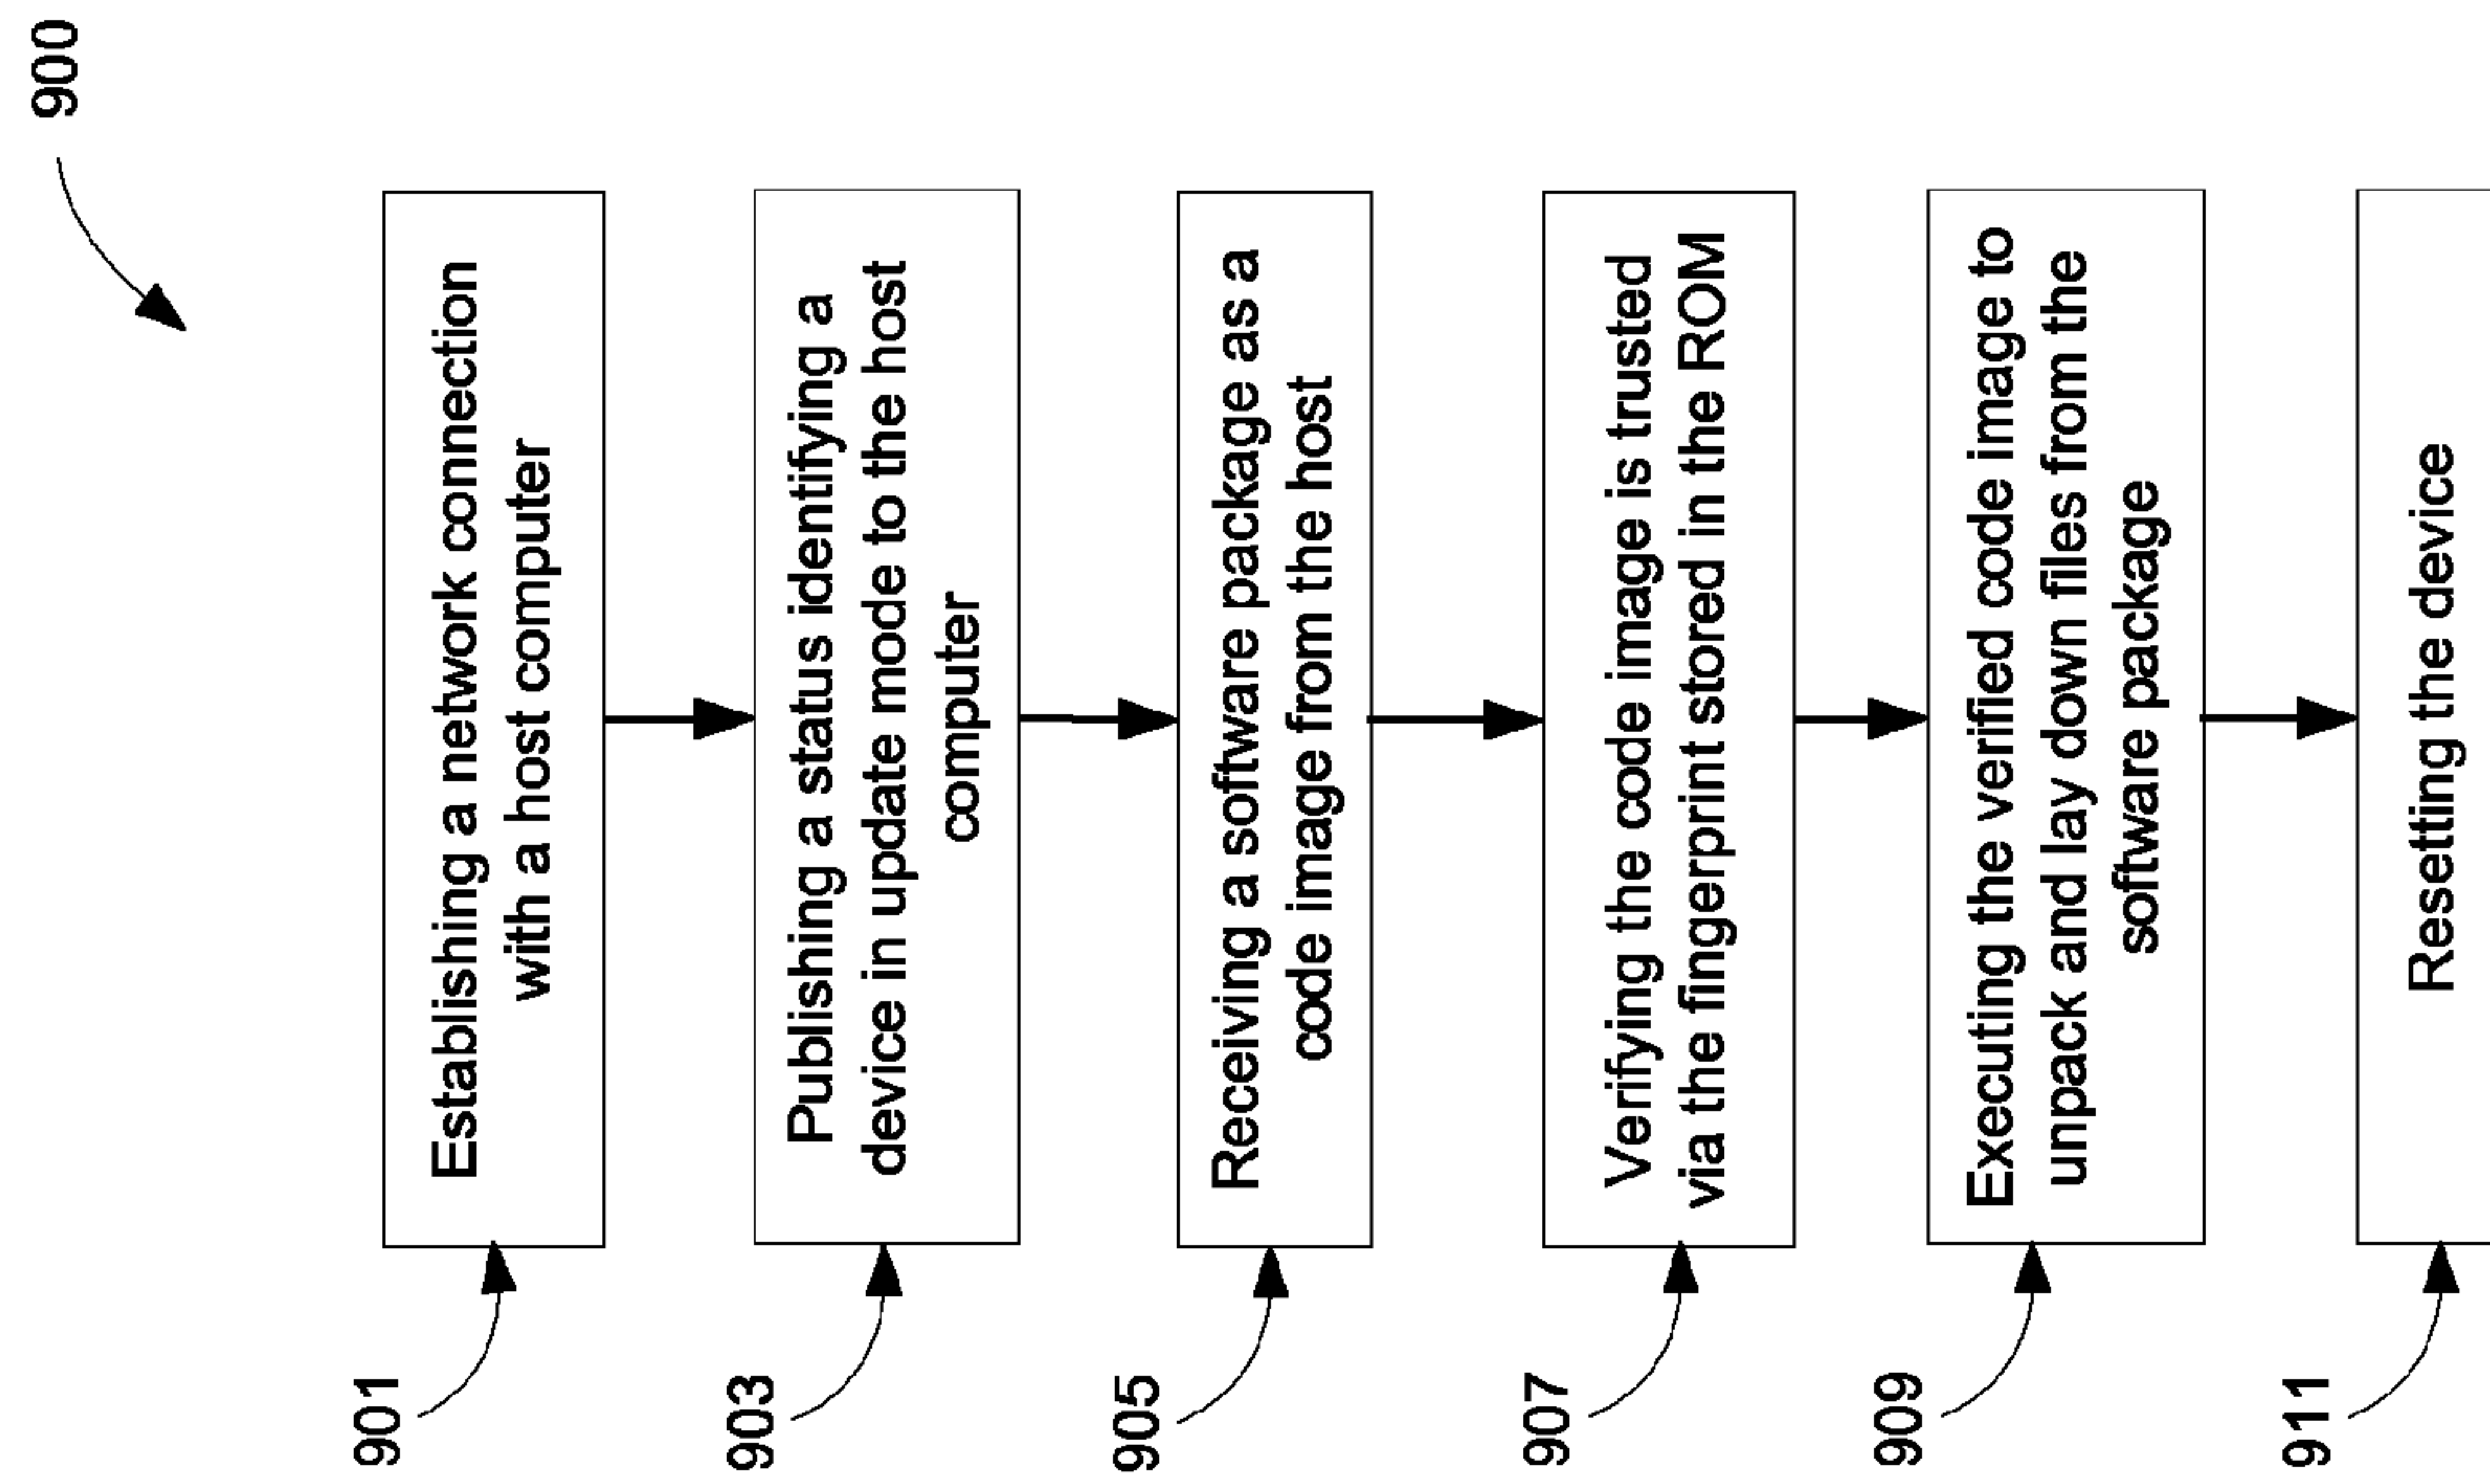 900
901
Establishing a network connection
with a host computer
903
Publishing a status identifying a
device in update mode to the host
computer
905
Receiving a software package as a
code image from the host
907
Verifying the code image is trusted
via the fingerprint stored in the ROM
909
Executing the verified code image to
unpack and lay down files from the
software package
911
Resetting the device